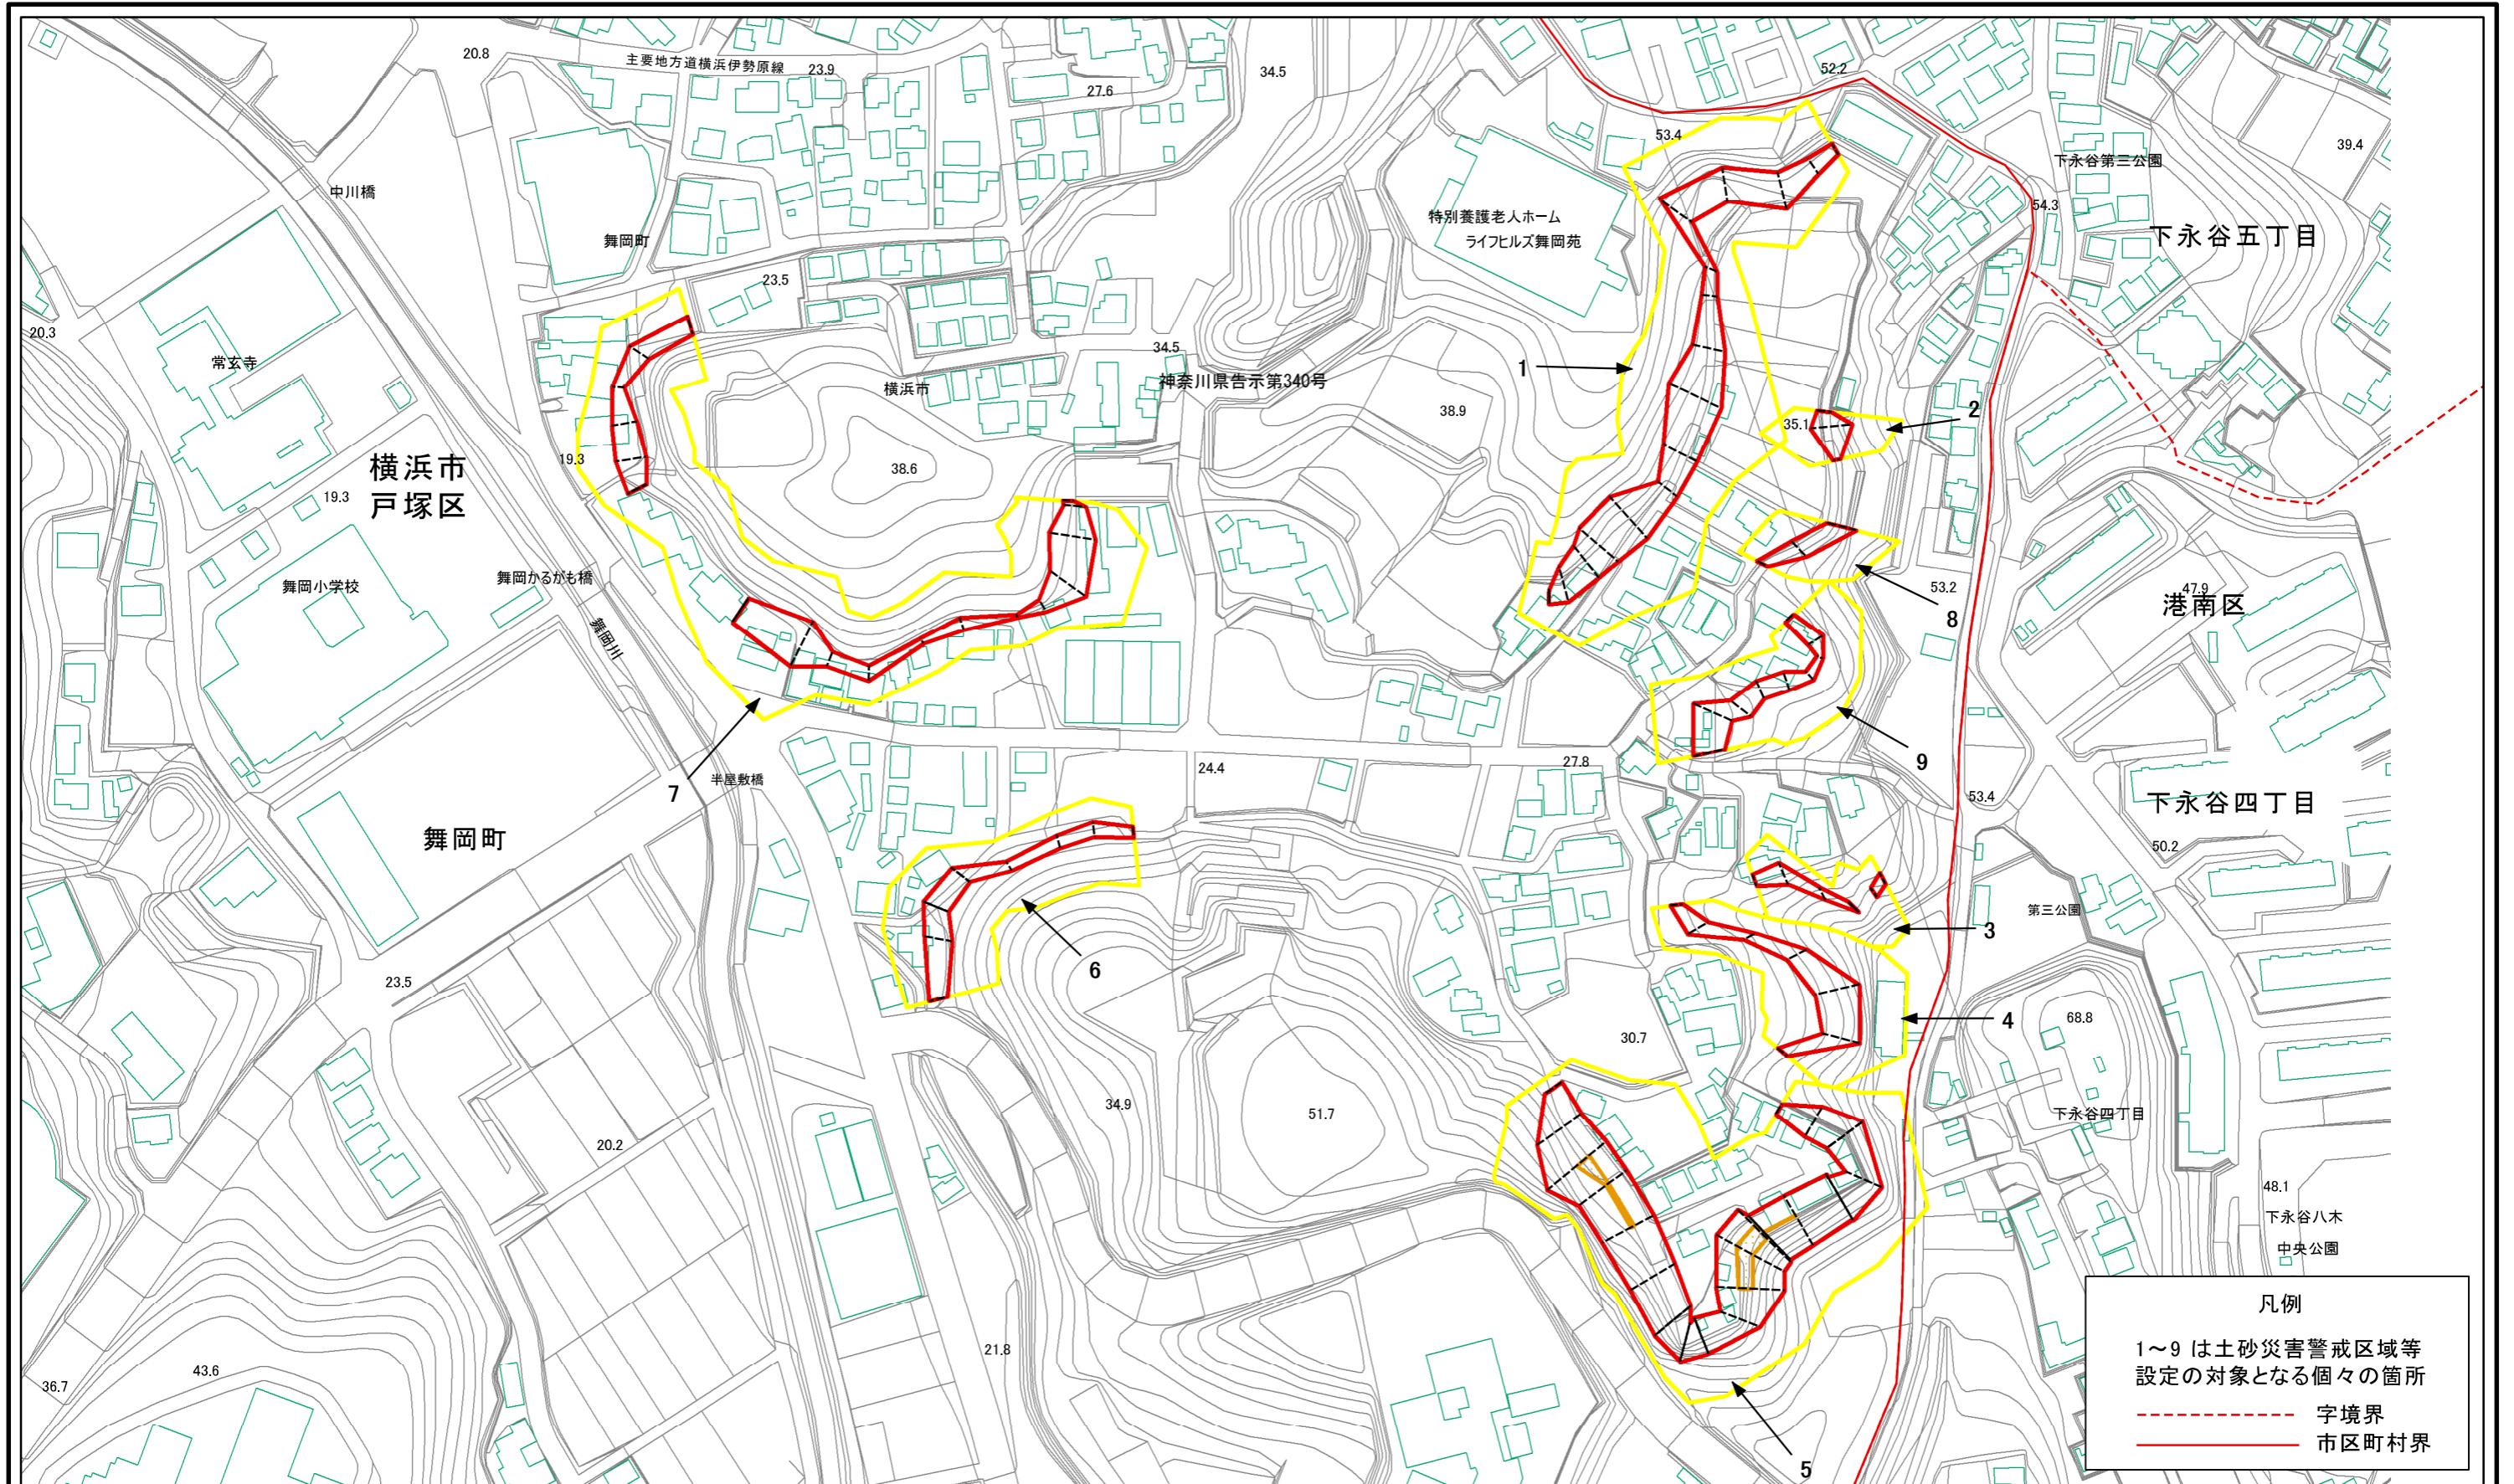 20.8
主要地方道横浜伊勢原線
23.9
27.6
34.5
52.2
53.4
39.4
中川橋
下永谷第三公園
54.3
特別養護老人ホーム
ライフヒルズ舞岡苑
舞岡町
下永谷五丁目
23.5
20.3
常玄寺
34.5
横浜市
神奈川県告示第340号
1
38.9
2
35.1
横浜市
戸塚区
19.3
38.6
19.3
舞岡小学校
舞岡かるがも橋
舞岡川
53.2
8
47.9
港南区
7
半屋敷橋
24.4
27.8
9
53.4
下永谷四丁目
舞岡町
50.2
第三公園
3
6
23.5
4
68.8
30.7
34.9
51.7
下永谷四丁目
20.2
48.1
下永谷八木
中央公園
21.8
43.6
36.7
5
凡例
1～9 は土砂災害警戒区域等
設定の対象となる個々の箇所
字境界
市区町村界